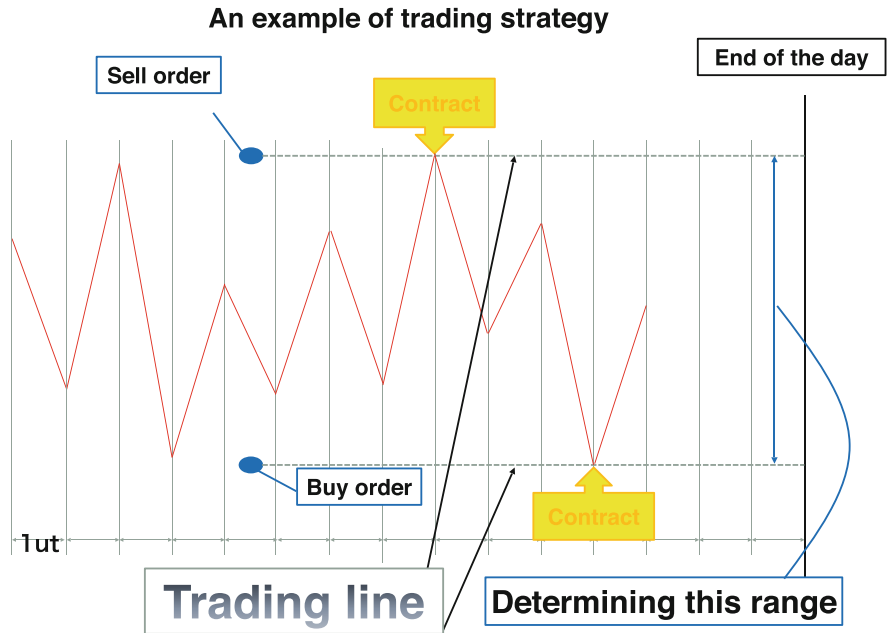 An example of trading strategy
End of the day
Sell order
Contract
Buy order
Contract
1ut
Trading line
Determining this range